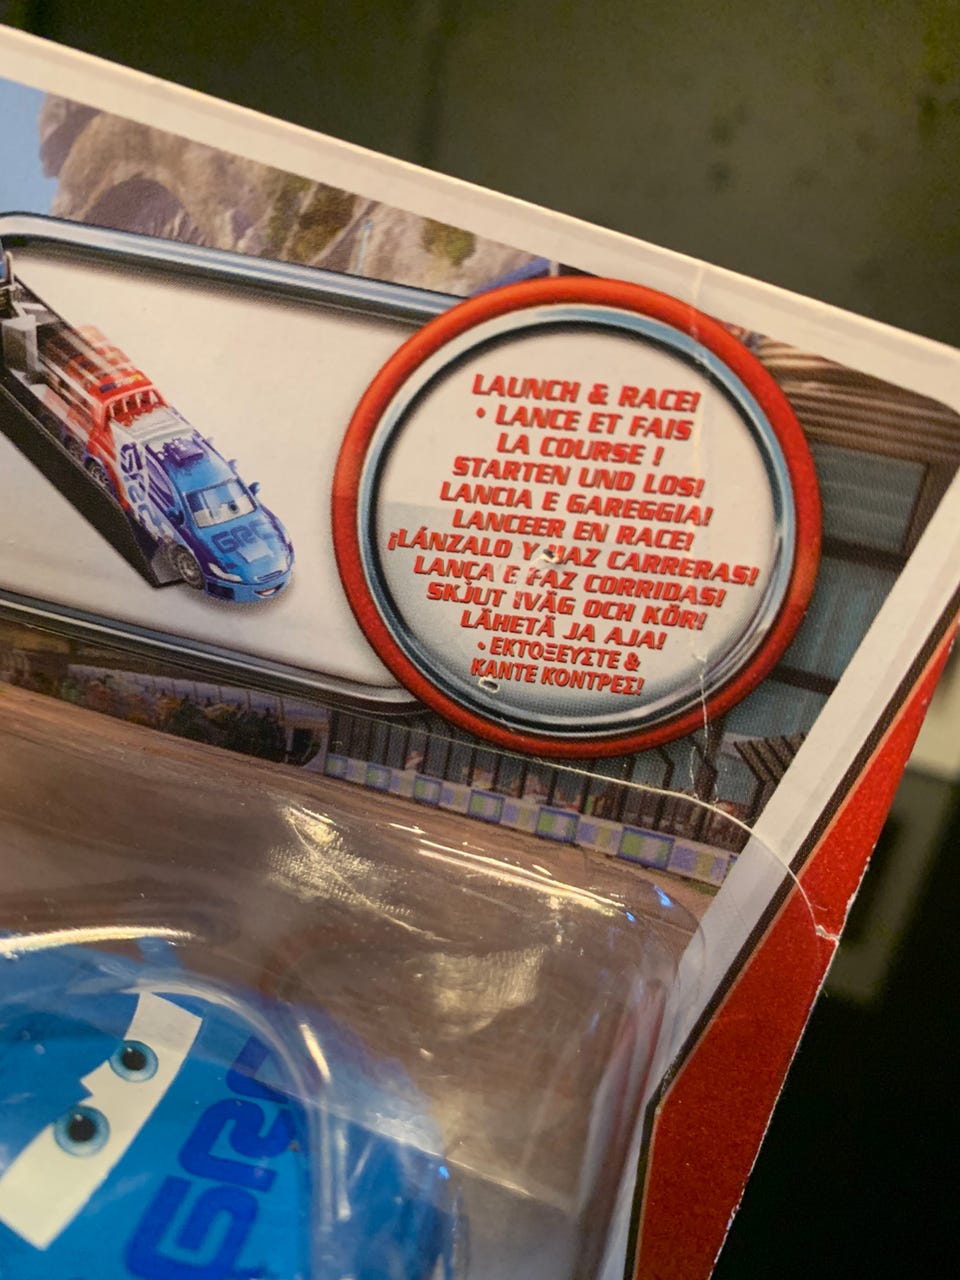 LAUNCH & RACE!
• LANCE ET FAIS
LA COURSE !
STARTEN UND LOS!
LANCIA E GAREGGIA!
LANCEER EN RACE!
¡LÁNZALO Y HAZ CARRERAS!
LANÇA E FAZ CORRIDAS!
SKJUT IVÄG OCH KÖR!
LÄHETÄ JA AJA!
• ΕΚΤΟΞΕΥΣΤΕ &
ΚΑΝΤΕ ΚΟΝΤΡΕΣ!